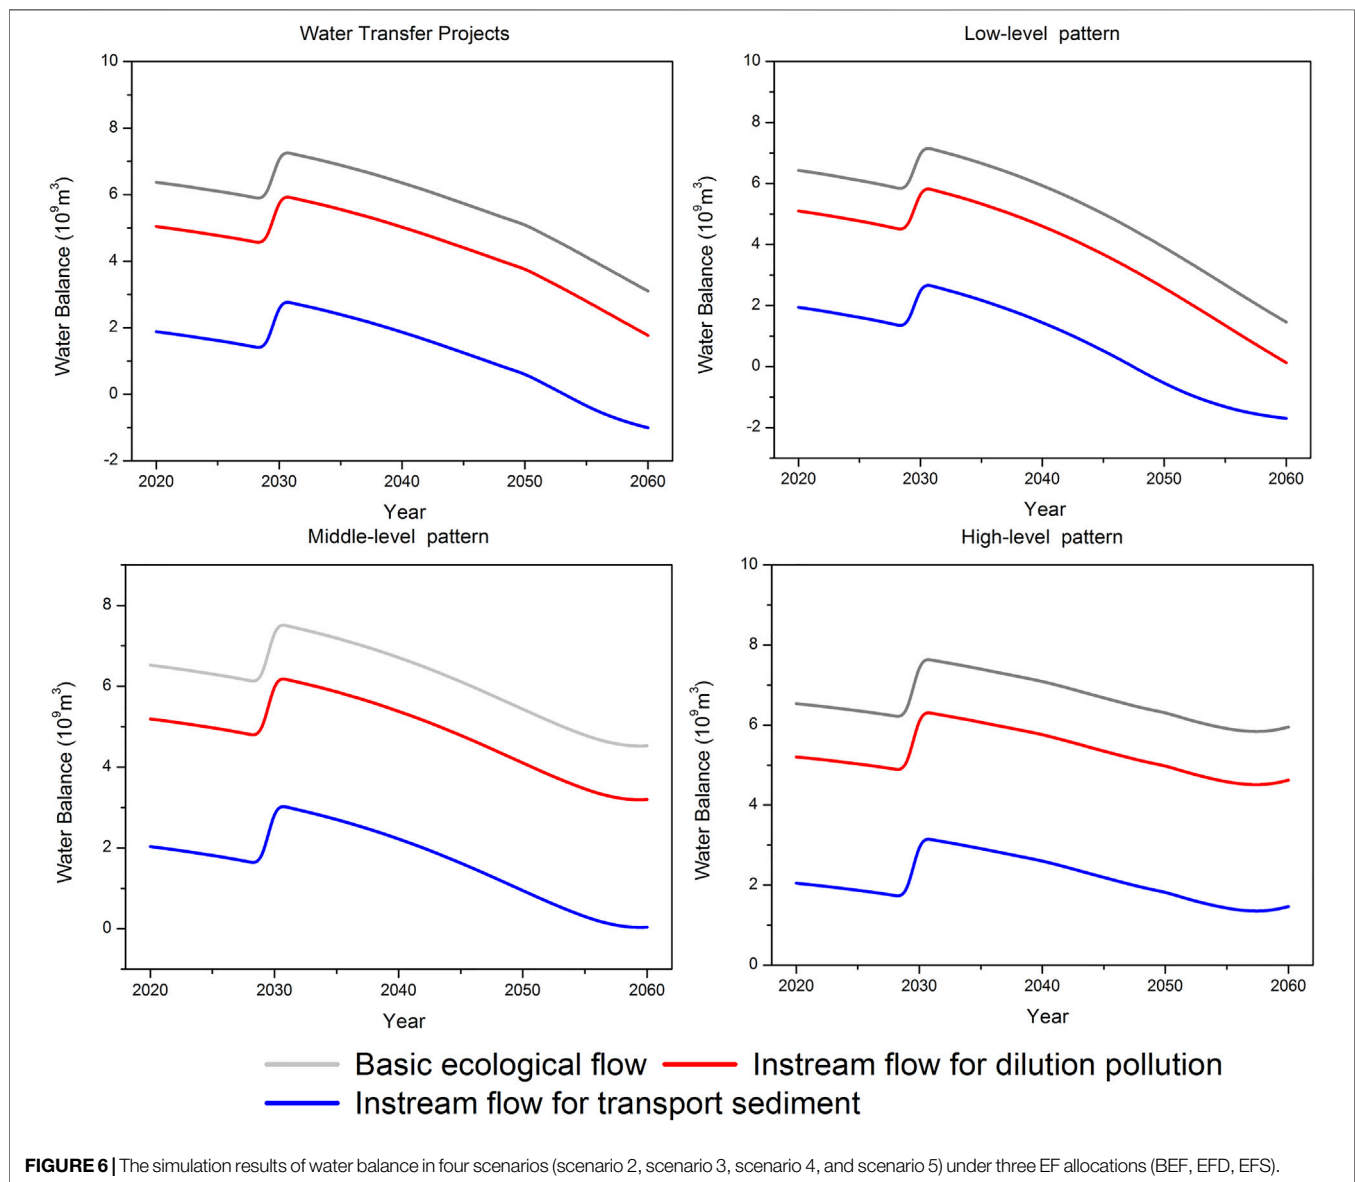 Water Transfer Projects
10
8
6
4
2
0
-2
Water Balance (10⁹m³)
2020 2030 2040 2050 2060
Year
Low-level pattern
10
8
6
4
2
0
-2
Water Balance (10⁹m³)
2020 2030 2040 2050 2060
Year
Middle-level pattern
8
6
4
2
0
Water Balance (10⁹m³)
2020 2030 2040 2050 2060
Year
High-level pattern
10
8
6
4
2
0
Water Balance (10⁹m³)
2020 2030 2040 2050 2060
Year
Basic ecological flow Instream flow for dilution pollution
Instream flow for transport sediment
FIGURE 6 | The simulation results of water balance in four scenarios (scenario 2, scenario 3, scenario 4, and scenario 5) under three EF allocations (BEF, EFD, EFS).